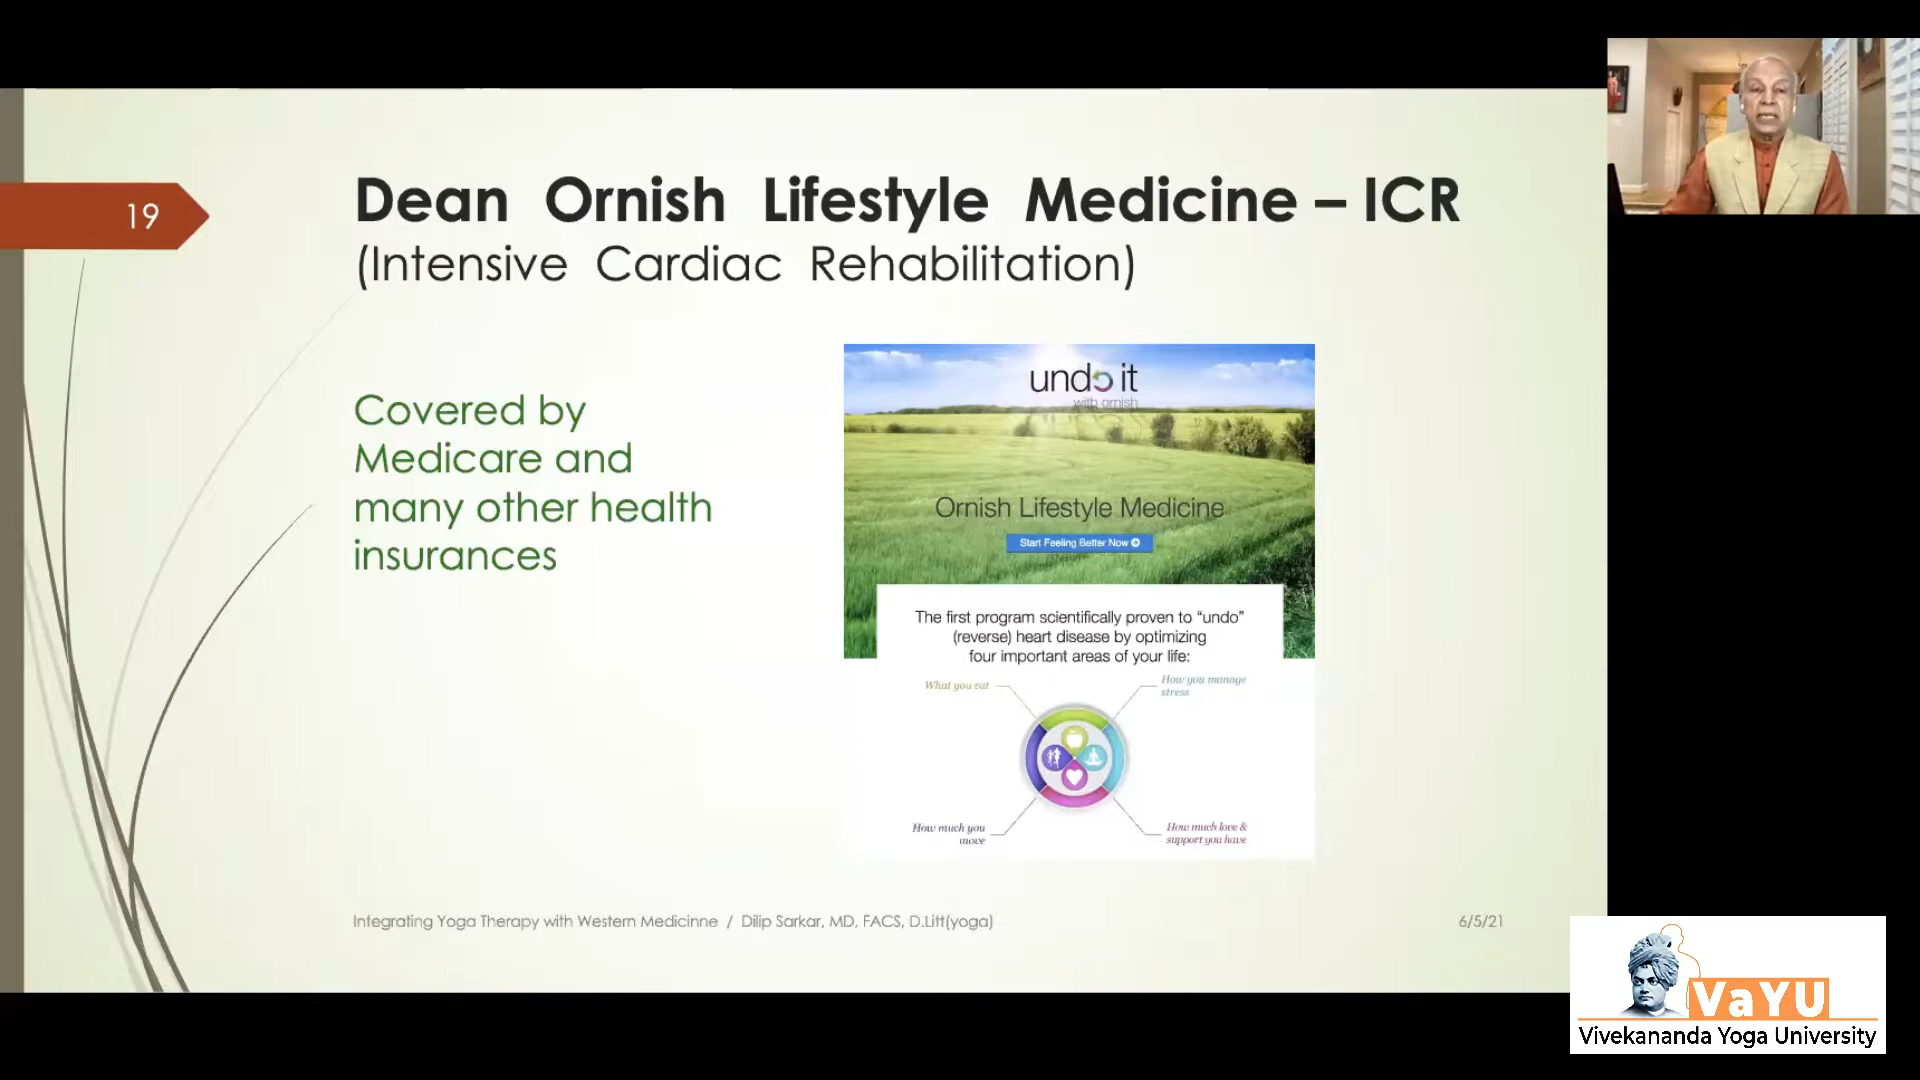 19
Dean Ornish Lifestyle Medicine – ICR
(Intensive Cardiac Rehabilitation)
Covered by
Medicare and
many other health
insurances
undo it
with ornish
Ornish Lifestyle Medicine
Start Feeling Better Now
The first program scientifically proven to “undo”
(reverse) heart disease by optimizing
four important areas of your life:
What you eat
How you manage
stress
How much you
move
How much love &
support you have
Integrating Yoga Therapy with Western Medicinne / Dilip Sarkar, MD, FACS, D.Litt(yoga)
6/5/21
VaYU
Vivekananda Yoga University